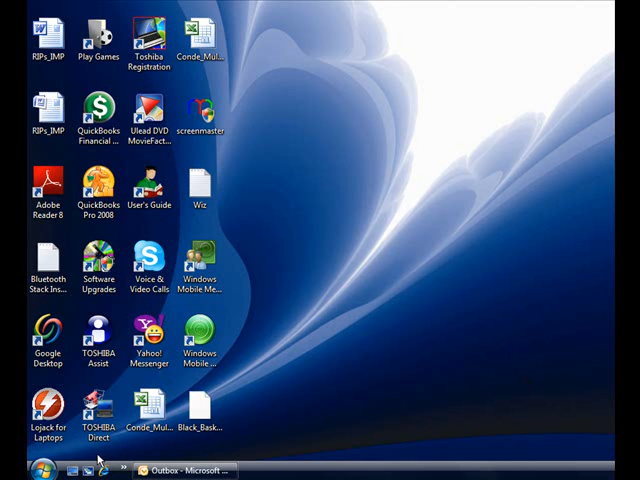 RIPs_IMP
Play Games
Toshiba
Registration
Conde_Mul...
RIPs_IMP
QuickBooks
Financial ...
Ulead DVD
MovieFact...
screenmaster
Adobe
Reader 8
QuickBooks
Pro 2008
User's Guide
Wiz
Bluetooth
Stack Ins...
Software
Upgrades
Voice &
Video Calls
Windows
Mobile Me...
Google
Desktop
TOSHIBA
Assist
Yahoo!
Messenger
Windows
Mobile ...
Lojack for
Laptops
TOSHIBA
Direct
Conde_Mul...
Black_Bask...
Outbox - Microsoft ...